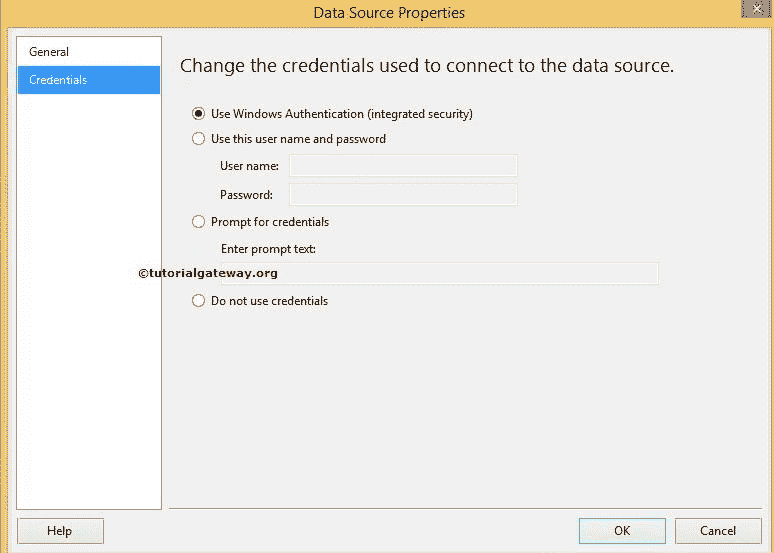 Data Source Properties
General
Credentials
Change the credentials used to connect to the data source.
Use Windows Authentication (integrated security)
Use this user name and password
User name:
Password:
Prompt for credentials
Enter prompt text:
©tutorialgateway.org
Do not use credentials
Help
OK
Cancel